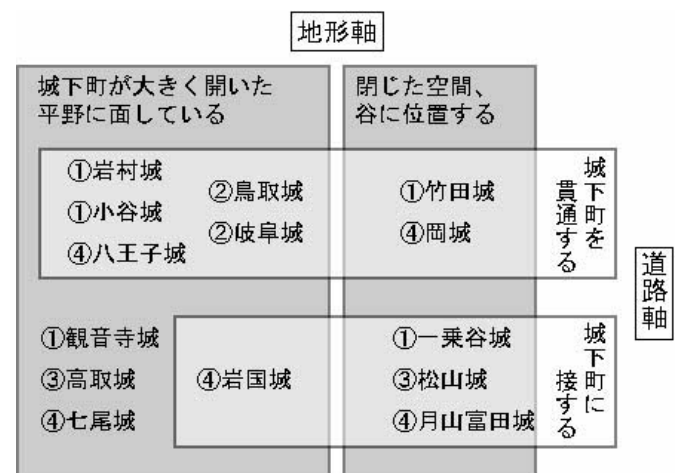 地形軸
城下町が大きく開いた
平野に面している
閉じた空間、
谷に位置する
①岩村城
①小谷城
④八王子城
②鳥取城
②岐阜城
①竹田城
④岡城
城下町を
貫通する
道路軸
①観音寺城
③高取城
④七尾城
④岩国城
①一乗谷城
③松山城
④月山富田城
城下町に
接する